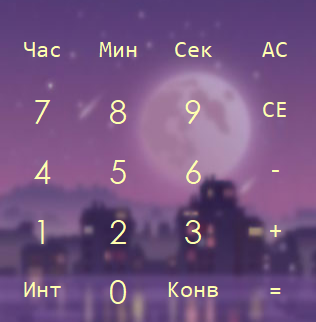 Час Мин Сек AC
7 8 9 CE
4 5 6 -
1 2 3 +
Инт 0 Конв =